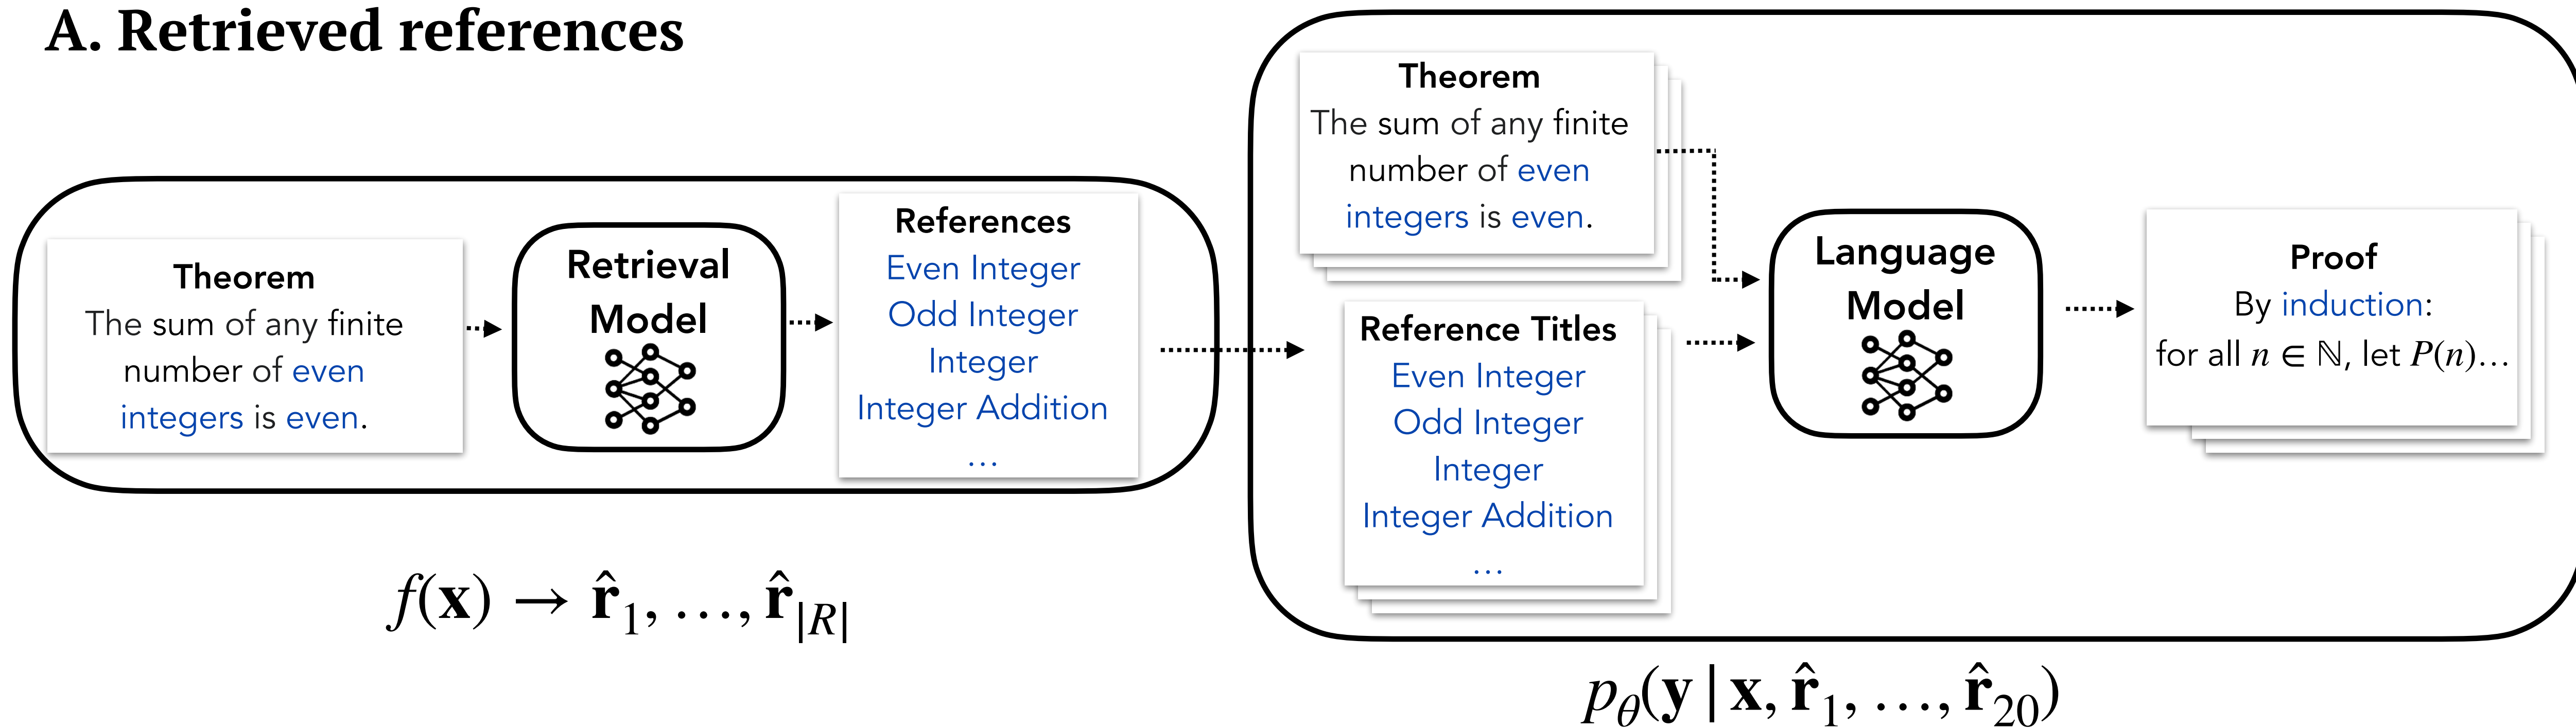 A. Retrieved references
Theorem
The sum of any finite
number of even
integers is even.
Retrieval
Model
References
Even Integer
Odd Integer
Integer
Integer Addition
...
f(x) → r̂₁, …, r̂|R|
Theorem
The sum of any finite
number of even
integers is even.
Reference Titles
Even Integer
Odd Integer
Integer
Integer Addition
...
Language
Model
Proof
By induction:
for all n ∈ ℕ, let P(n)…
pθ(y | x, r̂₁, …, r̂₂₀)